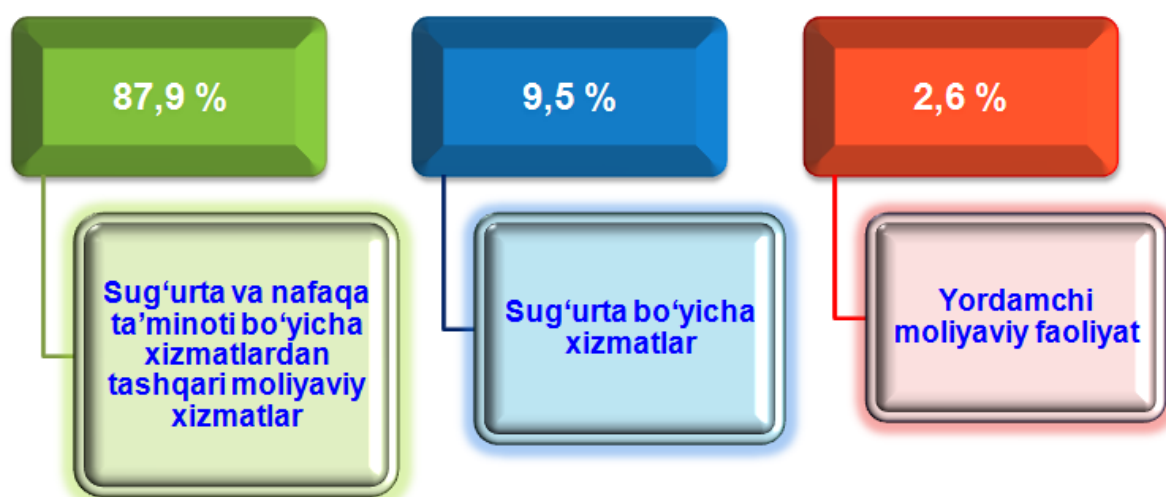 87,9 %
9,5 %
2,6 %
Sug‘urta va nafaqa
ta’minoti bo‘yicha
xizmatlardan
tashqari moliyaviy
xizmatlar
Sug‘urta bo‘yicha
xizmatlar
Yordamchi
moliyaviy faoliyat